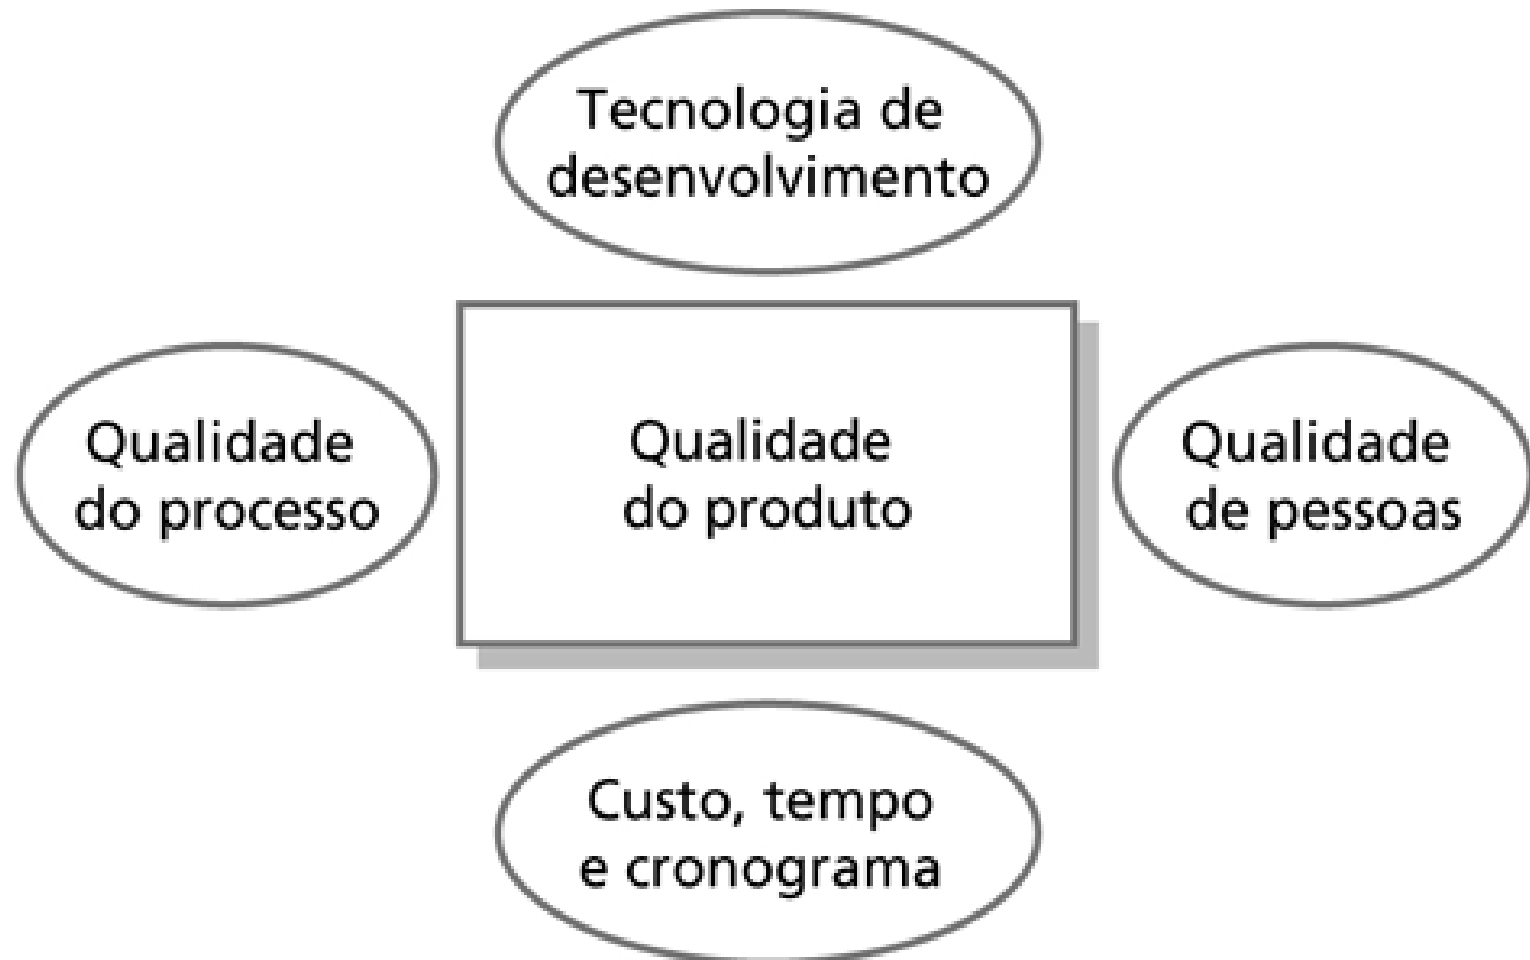 Tecnologia de
desenvolvimento
Qualidade
do processo
Qualidade
do produto
Qualidade
de pessoas
Custo, tempo
e cronograma